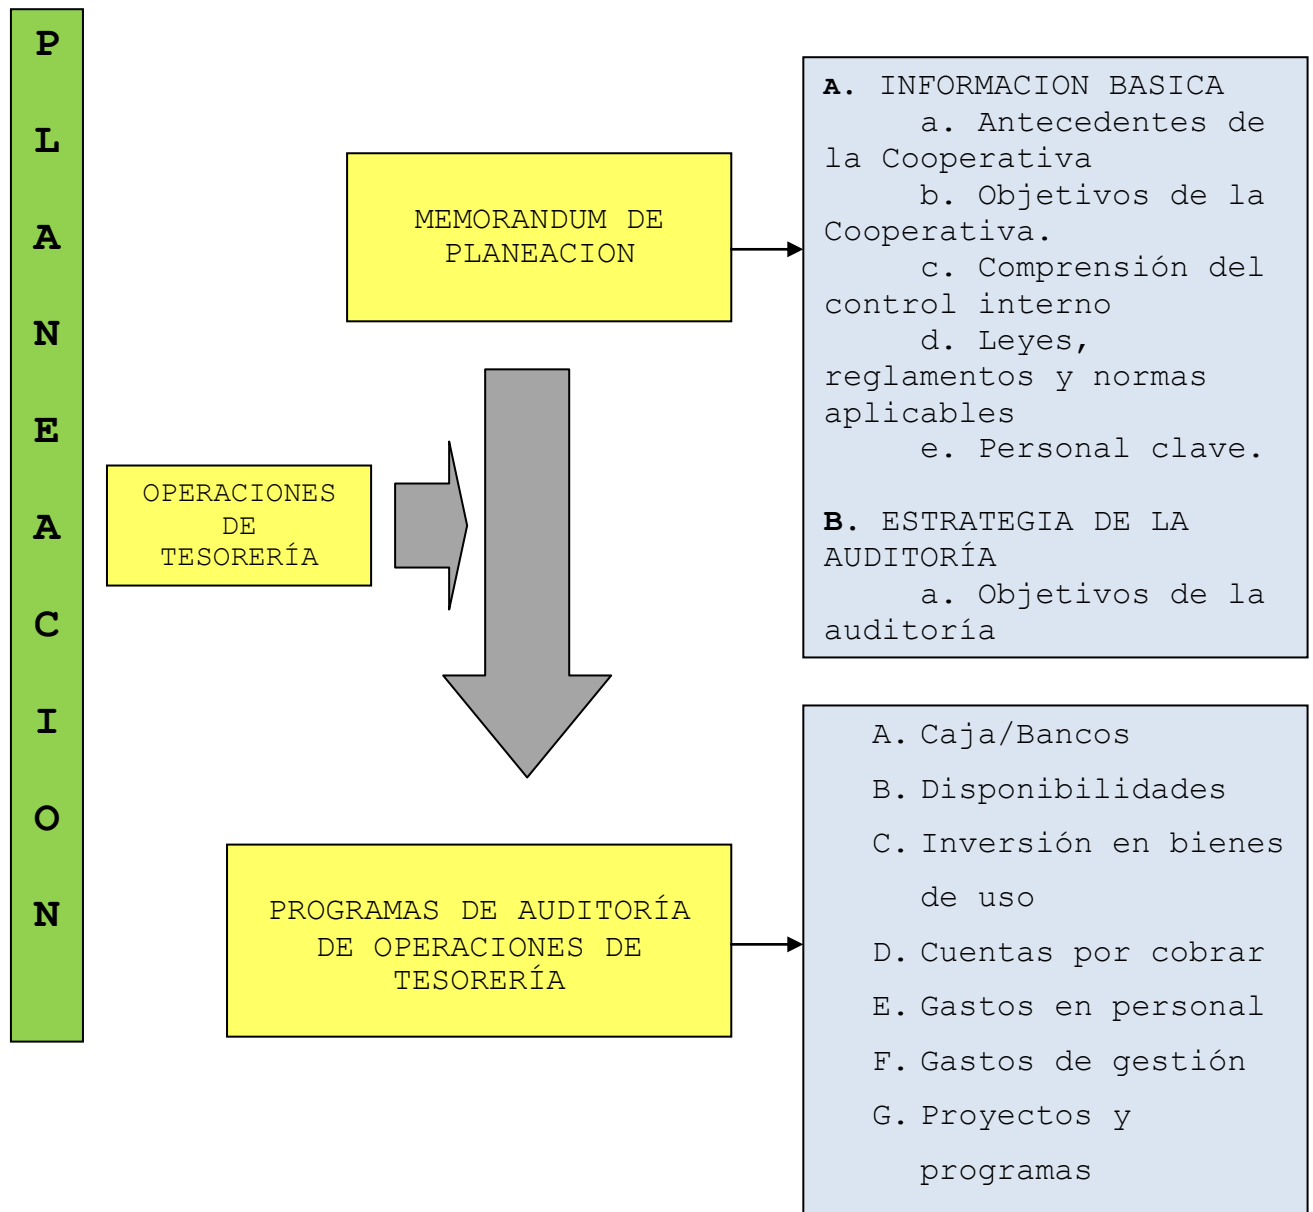 P
L
A
N
E
A
C
I
O
N
MEMORANDUM DE
PLANEACION
A. INFORMACION BASICA
a. Antecedentes de
la Cooperativa
b. Objetivos de la
Cooperativa.
c. Comprensión del
control interno
d. Leyes,
reglamentos y normas
aplicables
e. Personal clave.
B. ESTRATEGIA DE LA
AUDITORÍA
a. Objetivos de la
auditoría
OPERACIONES
DE
TESORERÍA
PROGRAMAS DE AUDITORÍA
DE OPERACIONES DE
TESORERÍA
A. Caja/Bancos
B. Disponibilidades
C. Inversión en bienes
de uso
D. Cuentas por cobrar
E. Gastos en personal
F. Gastos de gestión
G. Proyectos y
programas